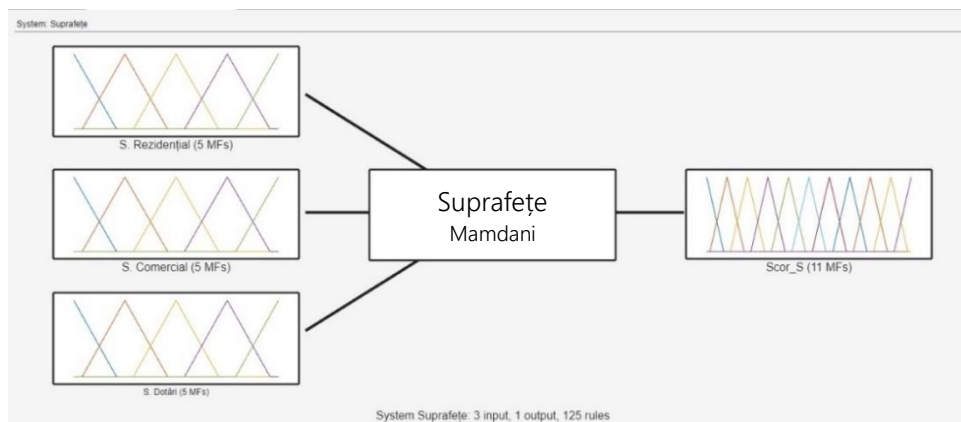 System: Suprafețe
S. Rezidențial (5 MFs)
Suprafețe
Mamdani
S. Comercial (5 MFs)
Scor_S (11 MFs)
S. Dotări (5 MFs)
System Suprafețe: 3 input, 1 output, 125 rules